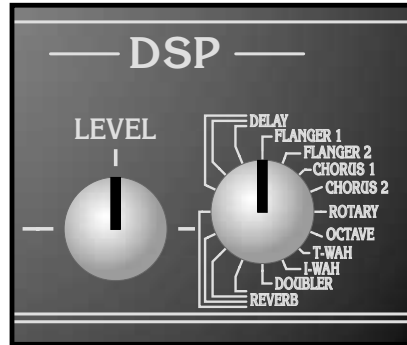 DSP
LEVEL
DELAY
FLANGER 1
FLANGER 2
CHORUS 1
CHORUS 2
ROTARY
OCTAVE
T-WAH
I-WAH
DOUBLER
REVERB